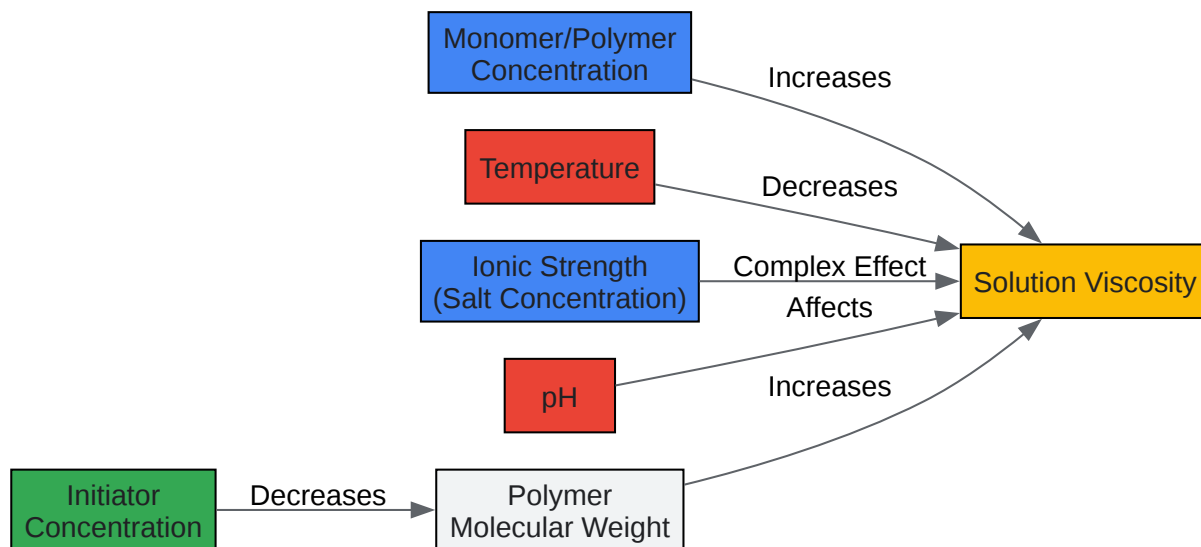 Monomer/Polymer
Concentration
Increases
Temperature
Decreases
Ionic Strength
(Salt Concentration)
Complex Effect
Solution Viscosity
Affects
pH
Increases
Initiator
Concentration
Decreases
Polymer
Molecular Weight